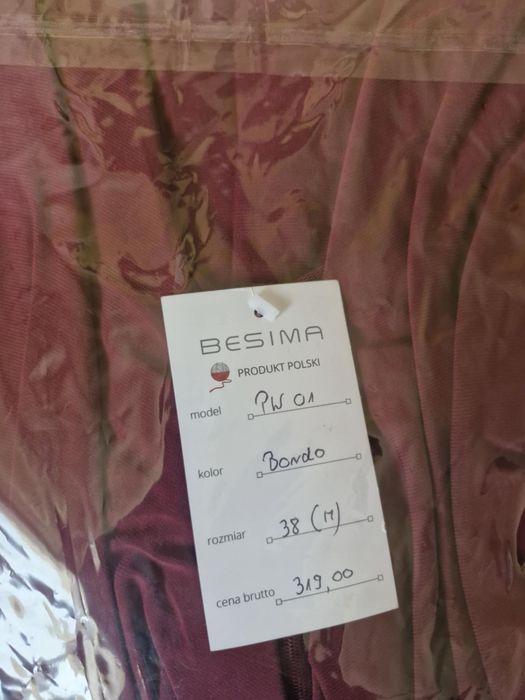 BESIMA
PRODUKT POLSKI
model PW 01
kolor Bordo
rozmiar 38 (M)
cena brutto 319,00